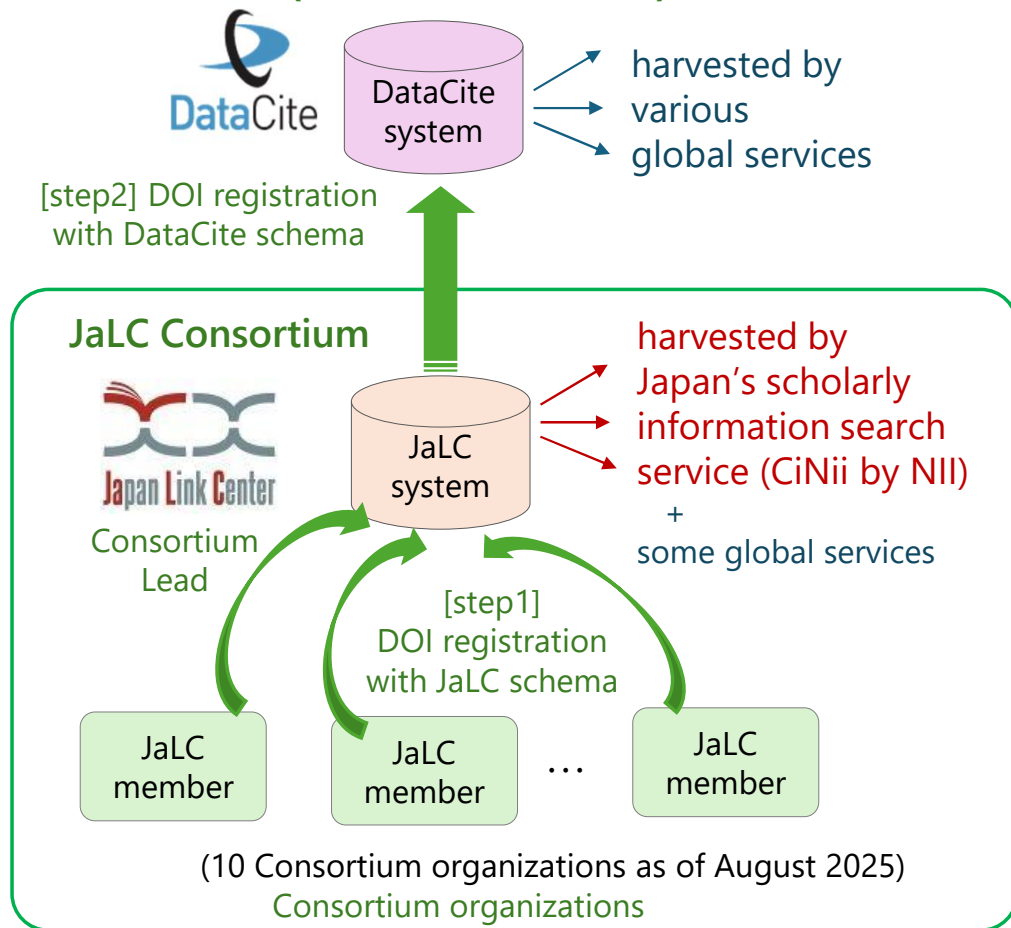 DataCite
DataCite
system
harvested by
various
global services
[step2] DOI registration
with DataCite schema
JaLC Consortium
Japan Link Center
Consortium
Lead
JaLC
system
harvested by
Japan’s scholarly
information search
service (CiNii by NII)
+
some global services
[step1]
DOI registration
with JaLC schema
JaLC
member
JaLC
member
...
JaLC
member
(10 Consortium organizations as of August 2025)
Consortium organizations